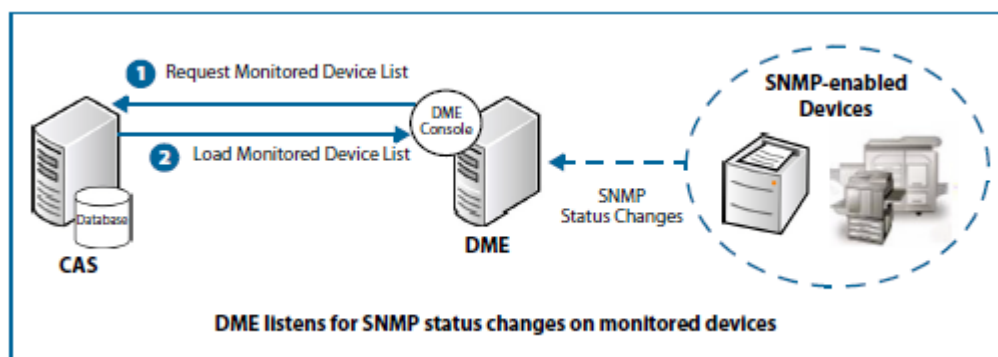 1 Request Monitored Device List
DME
Console
2 Load Monitored Device List
Database
CAS
DME
SNMP
Status Changes
SNMP-enabled
Devices
DME listens for SNMP status changes on monitored devices